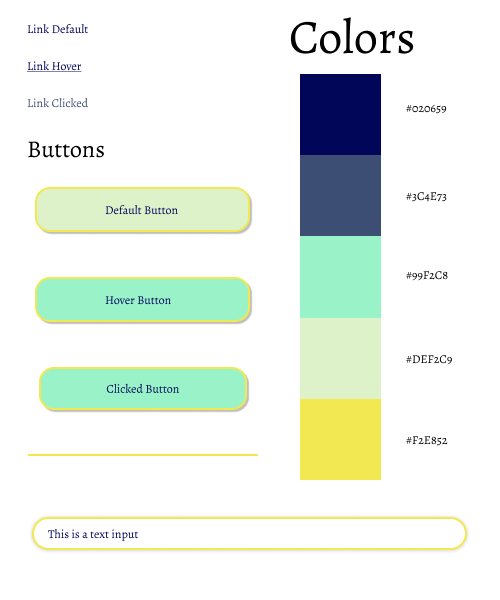 Link Default
Link Hover
Link Clicked
Buttons
Default Button
Hover Button
Clicked Button
Colors
#020659
#3C4E73
#99F2C8
#DEF2C9
#F2E852
This is a text input